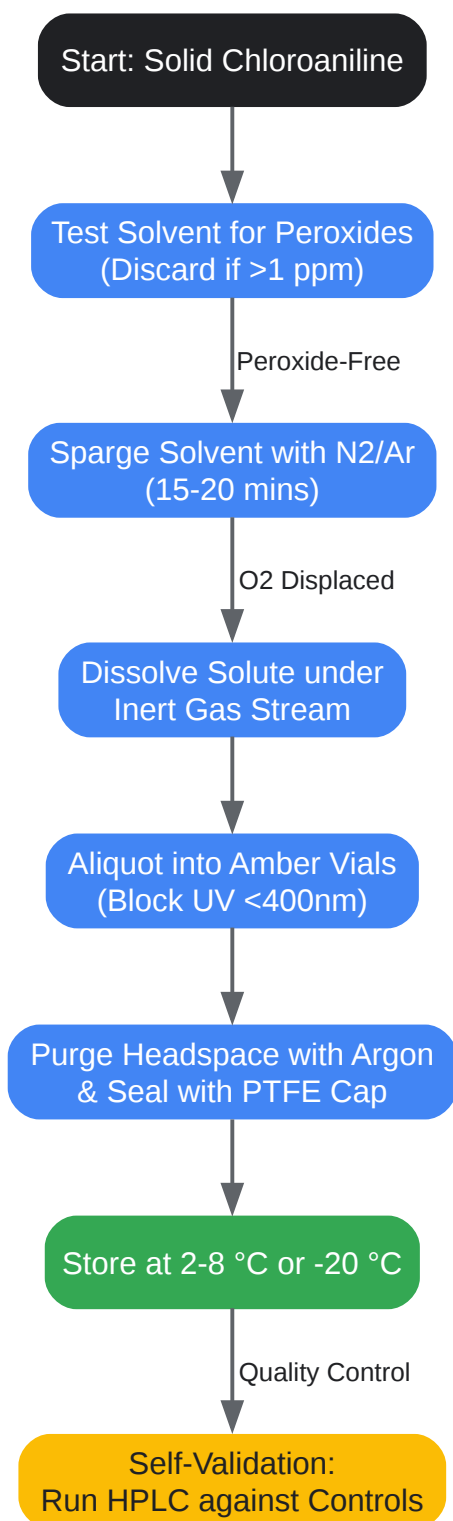 Start: Solid Chloroaniline
Test Solvent for Peroxides
(Discard if >1 ppm)
Peroxide-Free
Sparge Solvent with N2/Ar
(15-20 mins)
O2 Displaced
Dissolve Solute under
Inert Gas Stream
Aliquot into Amber Vials
(Block UV <400nm)
Purge Headspace with Argon
& Seal with PTFE Cap
Store at 2-8 °C or -20 °C
Quality Control
Self-Validation:
Run HPLC against Controls